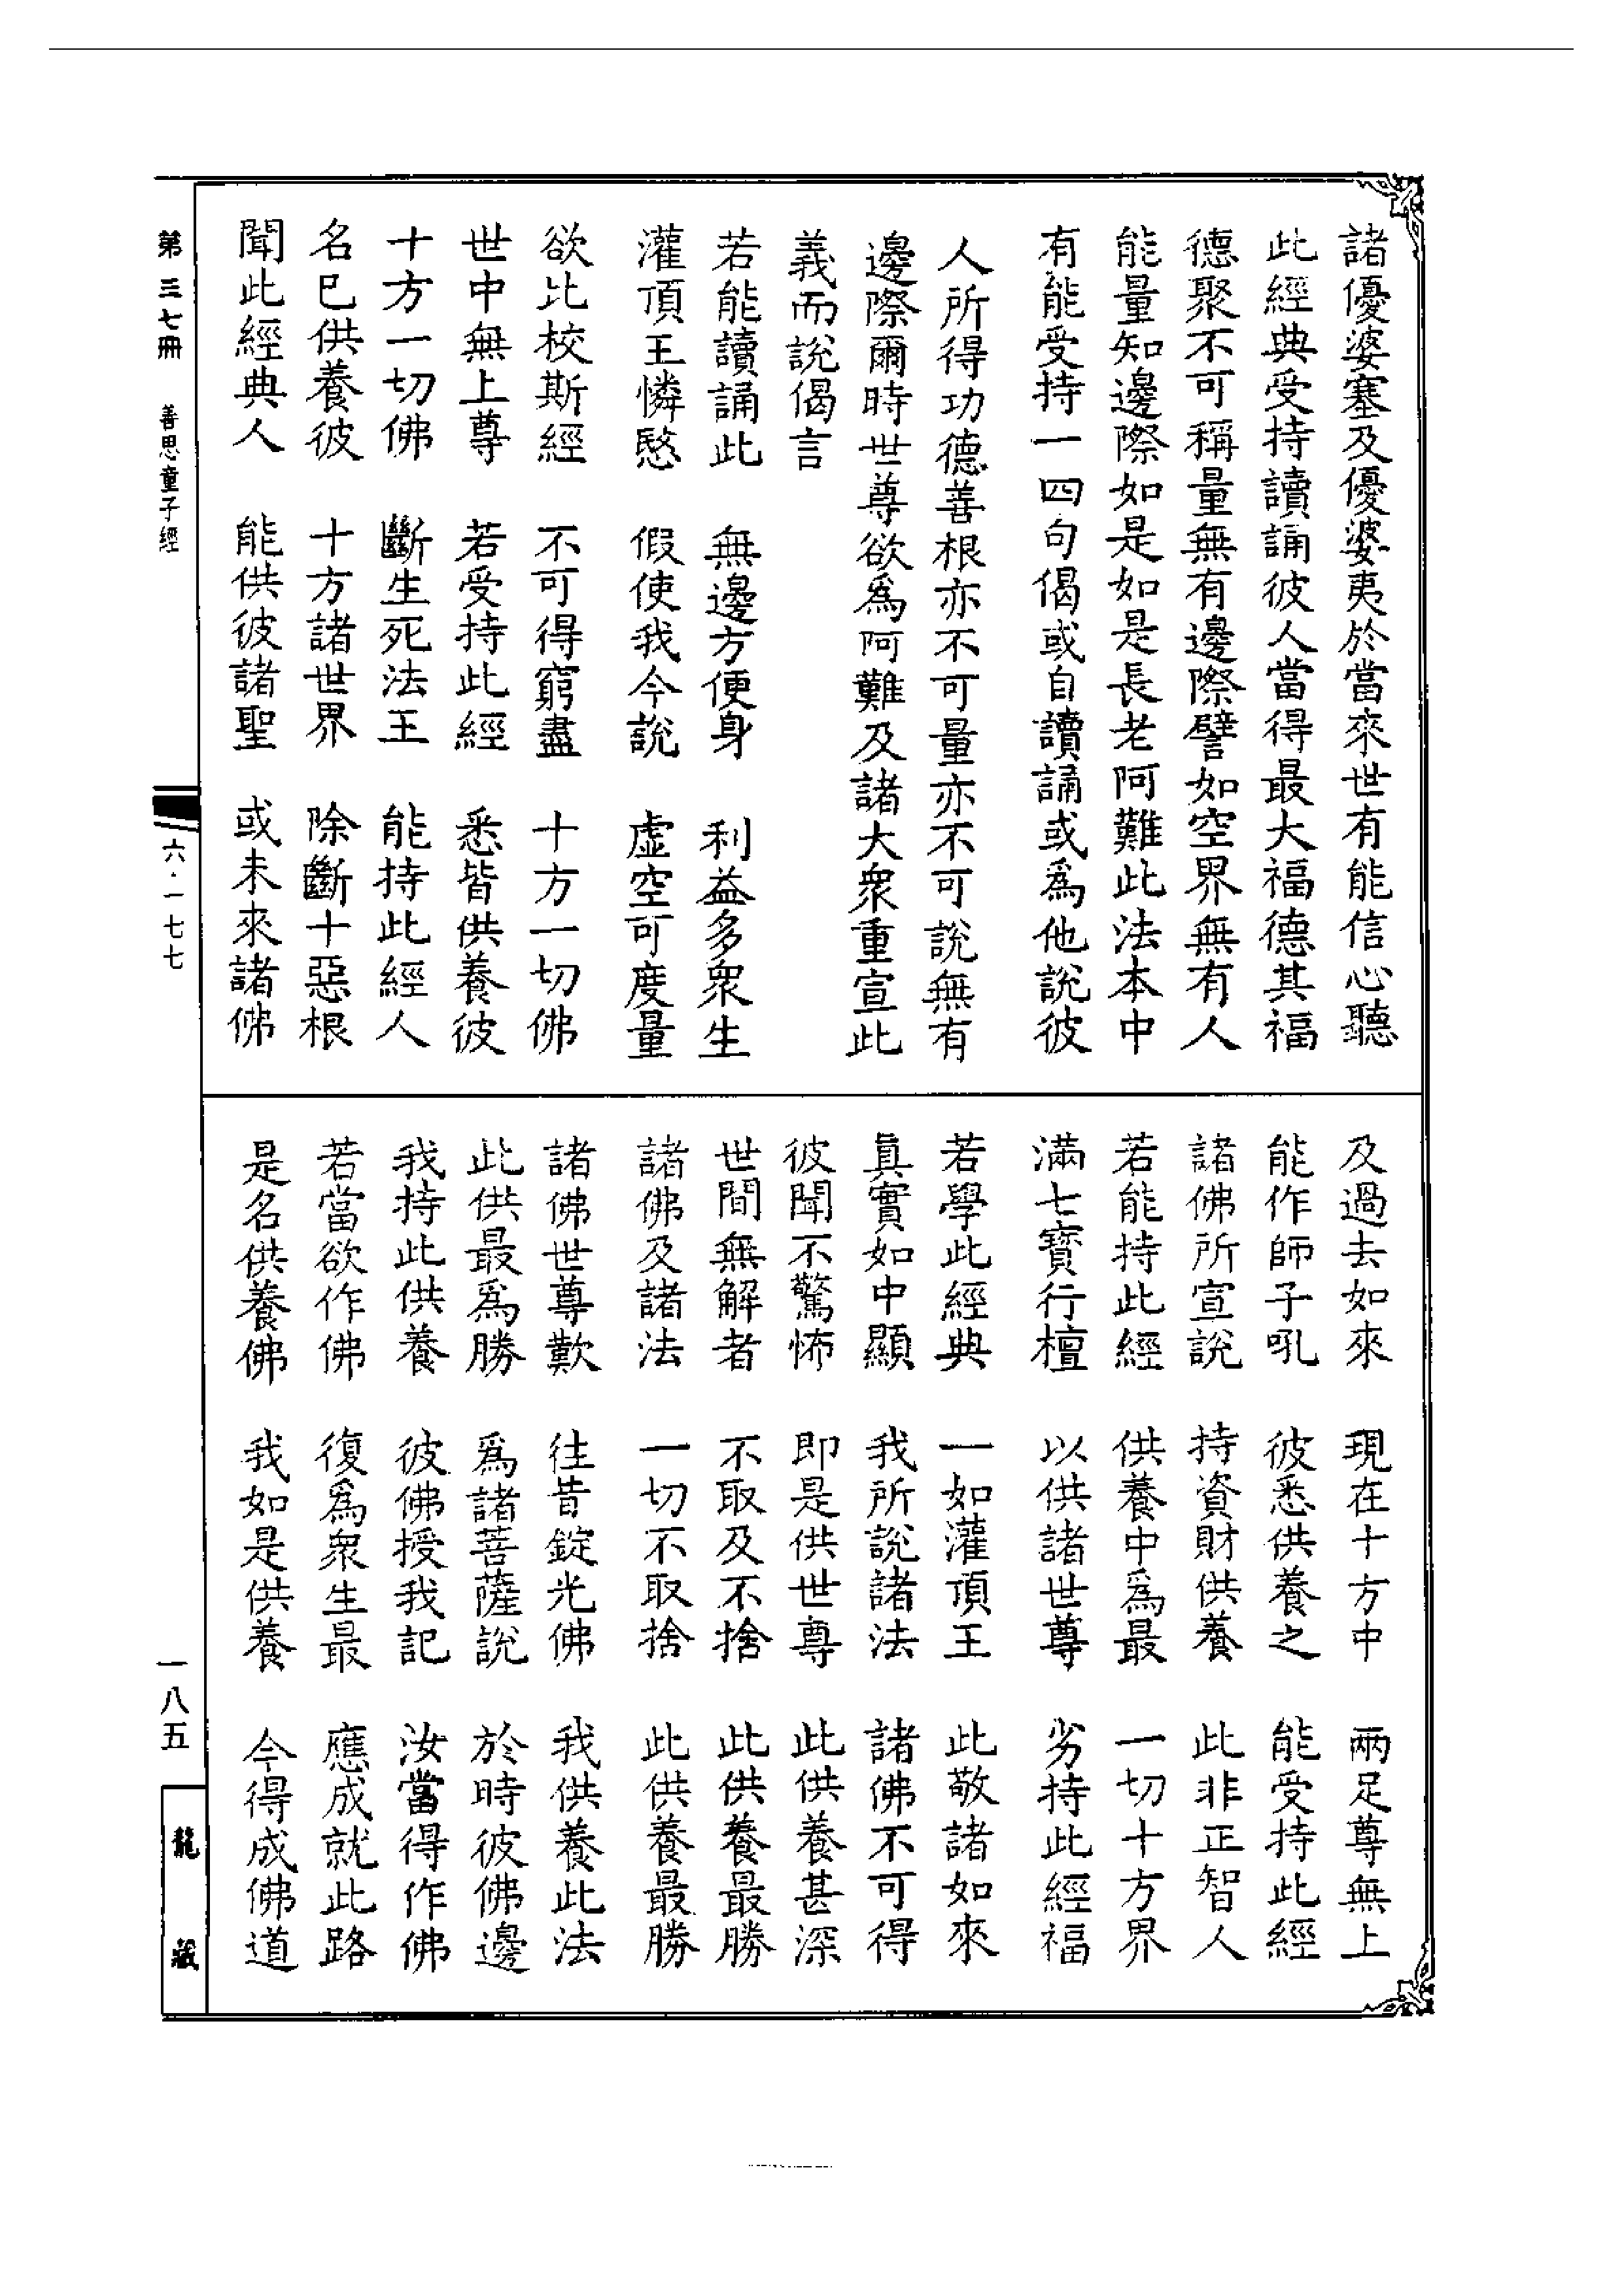 諸優婆塞及優婆夷於當來世有能信心聽
此經典受持讀誦彼人當得最大福德其福
德聚不可稱量無有邊際譬如空界無有人
能量知邊際如是如是長老阿難此法本中
有能受持一四句偈或自讀誦或爲他說彼
人所得功德善根亦不可量亦不可說無有
邊際爾時世尊欲爲阿難及諸大衆重宣此
義而說偈言
若能讀誦此　無邊方便身　利益多衆生
灌頂王憐愍　假使我今說　虛空可度量
欲比校斯經　不可得窮盡　十方一切佛
世中無上尊　若受持此經　悉皆供養彼
十方一切佛　斷生死法王　能持此經人
名已供養彼　十方諸世界　除斷十惡根
聞此經典人　能供彼諸聖　或未來諸佛
及過去如來　現在十方中　兩足尊無上
能作師子吼　彼悉供養之　能受持此經
諸佛所宣說　持資財供養　此非正智人
若能持此經　供養中爲最　一切十方界
滿七寶行檀　以供諸世尊　劣持此經福
若學此經典　一如灌頂王　此敬諸如來
真實如中顯　我所說諸法　諸佛不可得
彼聞不驚怖　即是供世尊　此供養甚深
世間無解者　不取及不捨　此供養最勝
諸佛及諸法　一切不取捨　此供養最勝
諸佛世尊歎　往昔錠光佛　我供養此法
此供最爲勝　爲諸菩薩說　於時彼佛邊
我持此供養　彼佛授我記　汝當得作佛
若當欲作佛　復爲衆生最　應成就此路
是名供養佛　我如是供養　今得成佛道
第三七冊　善思童子經
六·一七七
一八五
龍藏